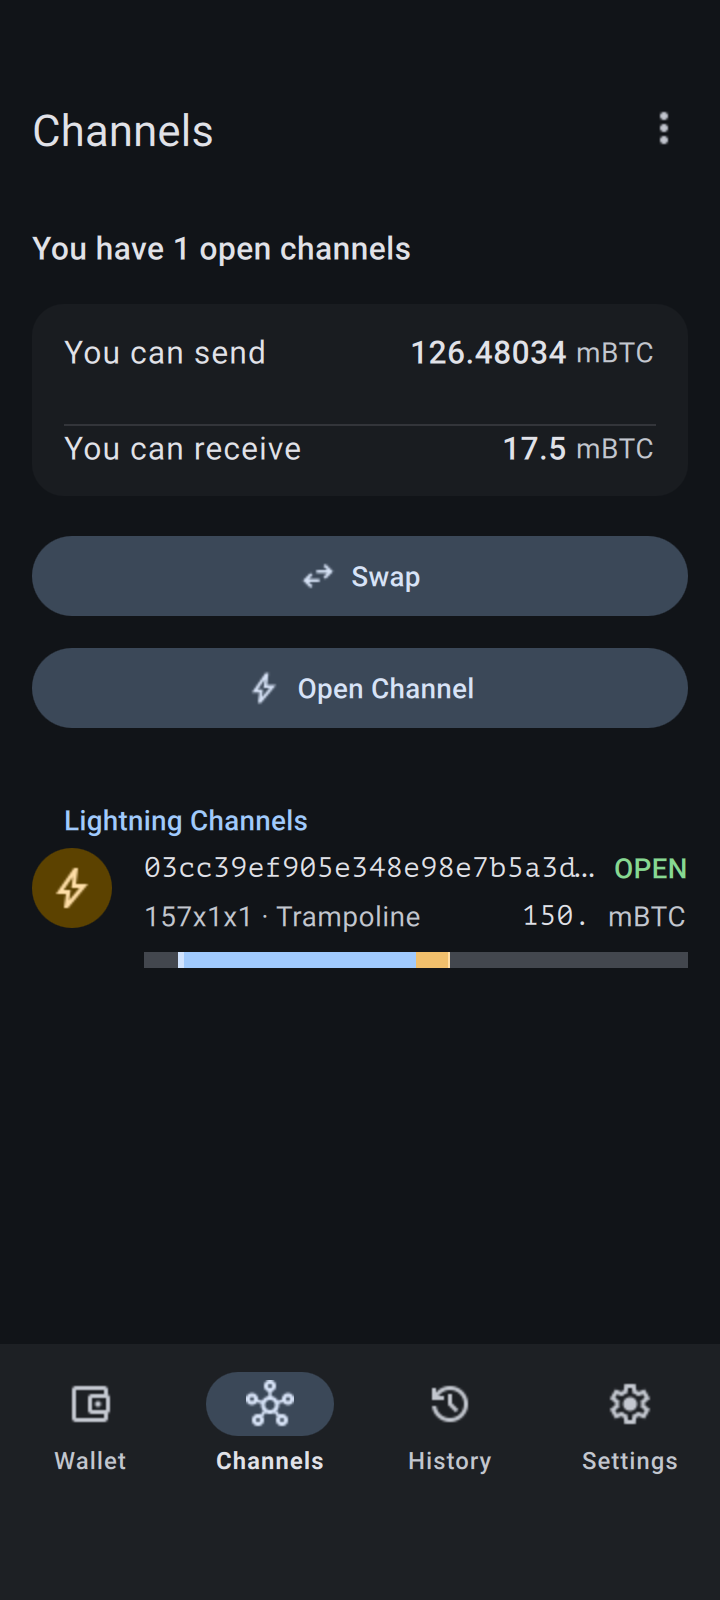 Channels
You have 1 open channels
You can send 126.48034 mBTC
You can receive 17.5 mBTC
Swap
Open Channel
Lightning Channels
03cc39ef905e348e98e7b5a3d… OPEN
157x1x1 · Trampoline 150. mBTC
Wallet Channels History Settings